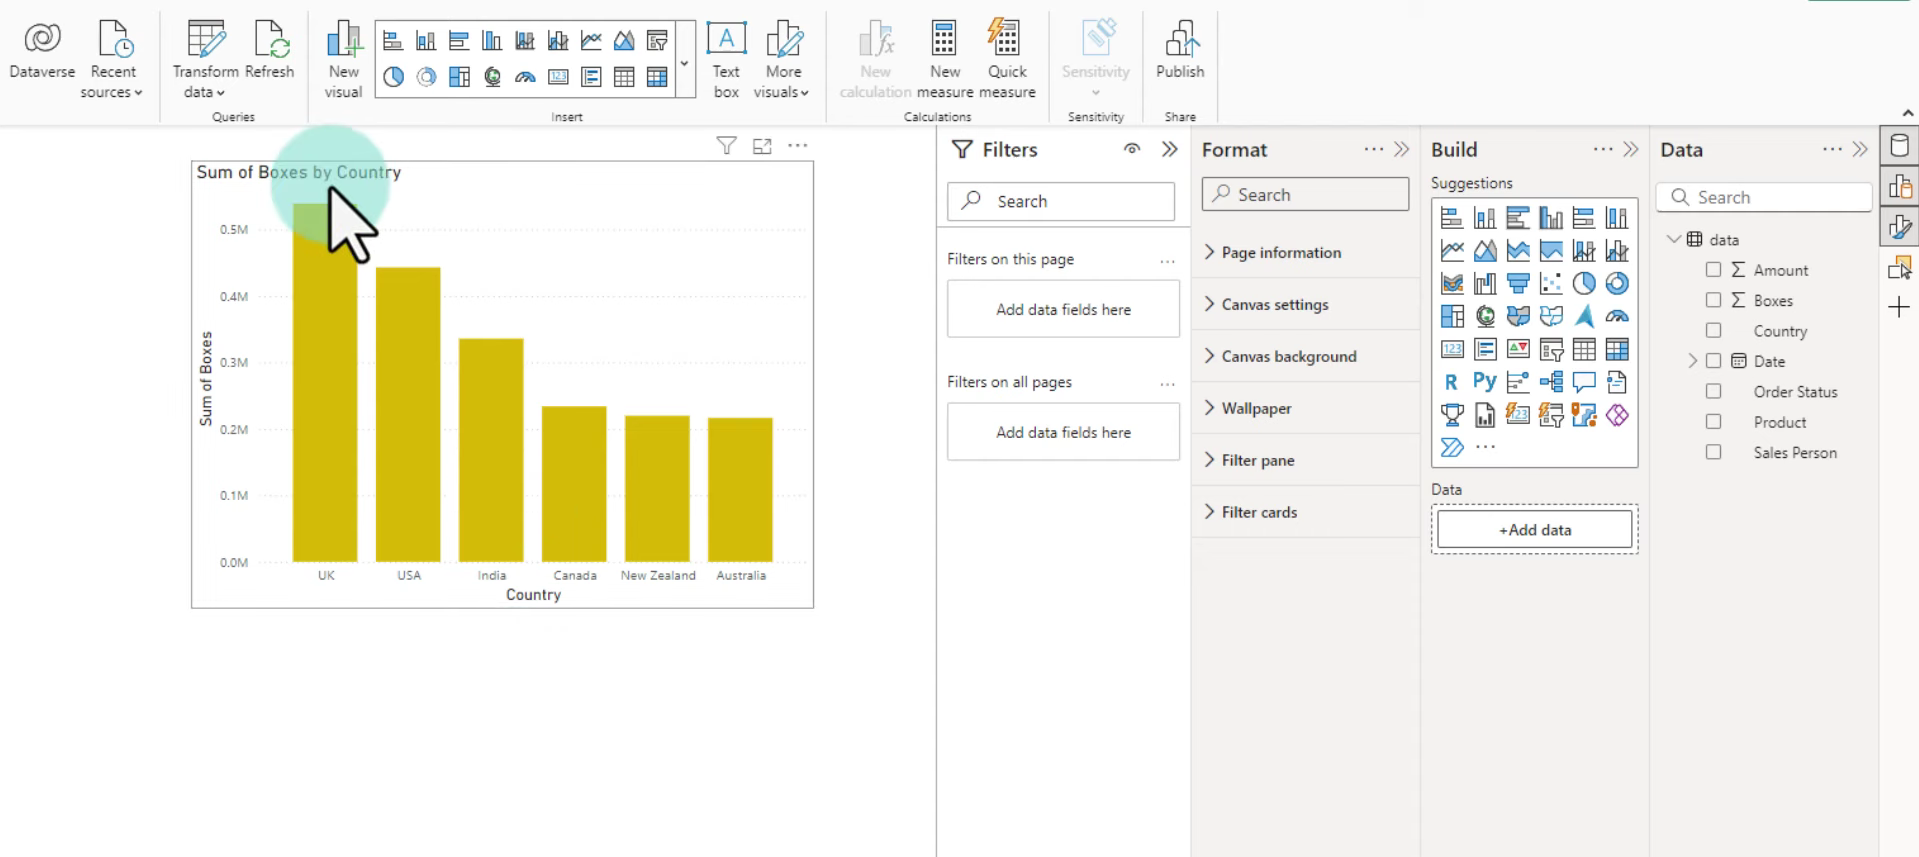 Dataverse
Recent
sources
Transform
data
Refresh
Queries
New
visual
123
Insert
A
Text
box
More
visuals
New
calculation
New
measure
Quick
measure
Calculations
Sensitivity
Sensitivity
Publish
Share
Sum of Boxes by Country
Sum of Boxes
0.5M
0.4M
0.3M
0.2M
0.1M
0.0M
UK USA India Canada New Zealand Australia
Country
Filters
Search
Filters on this page
Add data fields here
Filters on all pages
Add data fields here
Format
Search
Page information
Canvas settings
Canvas background
Wallpaper
Filter pane
Filter cards
Build
Suggestions
123
R Py
123
Data
+Add data
Data
Search
data
Σ Amount
Σ Boxes
Country
Date
Order Status
Product
Sales Person